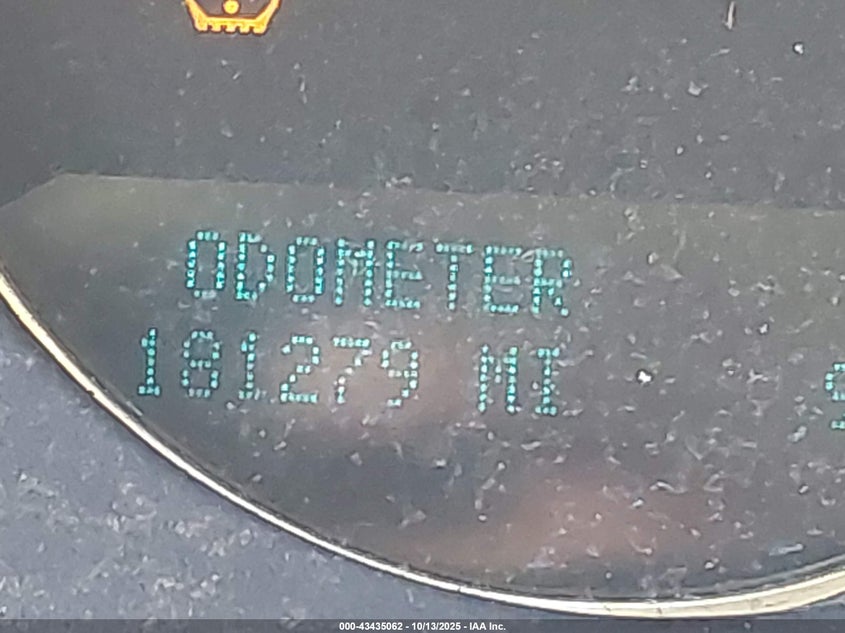 ODOMETER
181279 MI
000-43435062 - 10/13/2025 - IAA Inc.